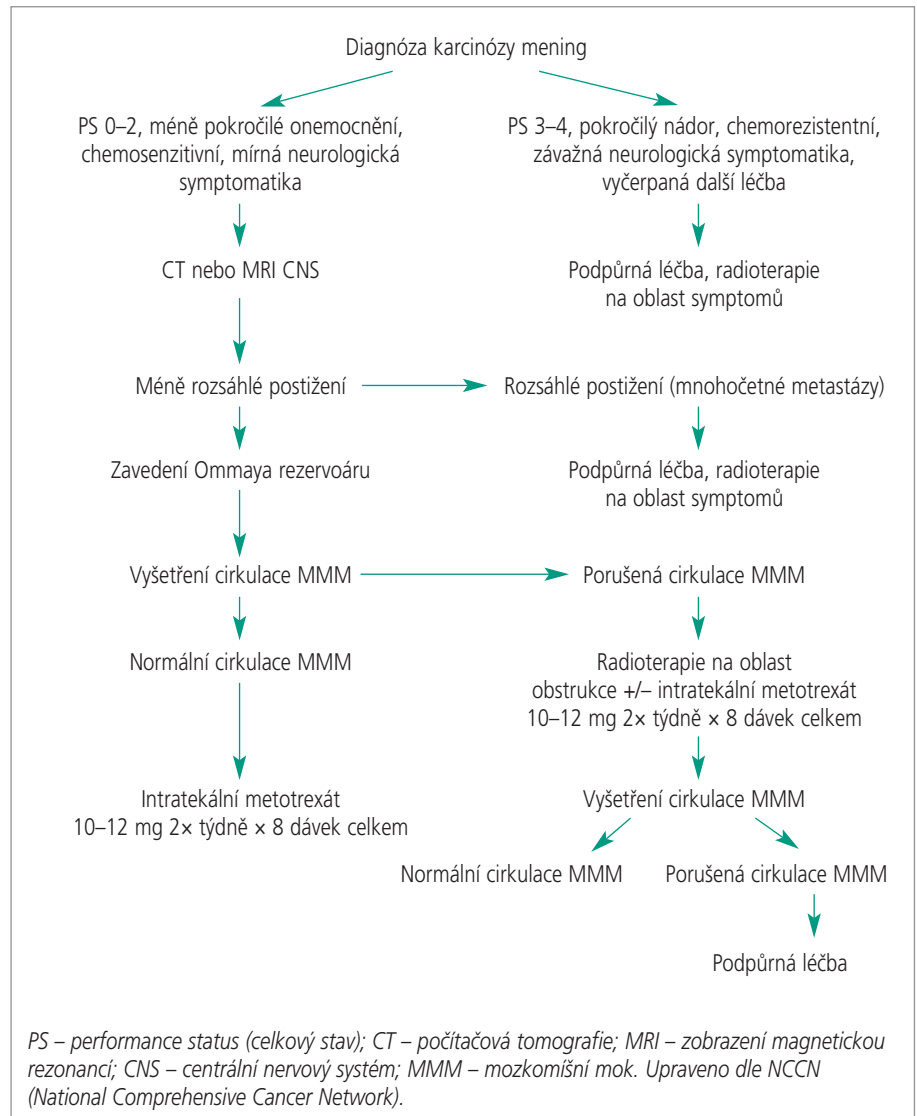 Diagnóza karcinózy mening
PS 0–2, méně pokročilé onemocnění,
chemosenzitivní, mírná neurologická
symptomatika
PS 3–4, pokročilý nádor, chemorezistentní,
závažná neurologická symptomatika,
vyčerpaná další léčba
CT nebo MRI CNS
Podpůrná léčba, radioterapie
na oblast symptomů
Méně rozsáhlé postižení
Rozsáhlé postižení (mnohočetné metastázy)
Zavedení Ommaya rezervoáru
Podpůrná léčba, radioterapie
na oblast symptomů
Vyšetření cirkulace MMM
Porušená cirkulace MMM
Normální cirkulace MMM
Radioterapie na oblast
obstrukce +/– intratekální metotrexát
10–12 mg 2× týdně × 8 dávek celkem
Intratekální metotrexát
10–12 mg 2× týdně × 8 dávek celkem
Vyšetření cirkulace MMM
Normální cirkulace MMM
Porušená cirkulace MMM
Podpůrná léčba
PS – performance status (celkový stav); CT – počítačová tomografie; MRI – zobrazení magnetickou
rezonancí; CNS – centrální nervový systém; MMM – mozkomíšní mok. Upraveno dle NCCN
(National Comprehensive Cancer Network).